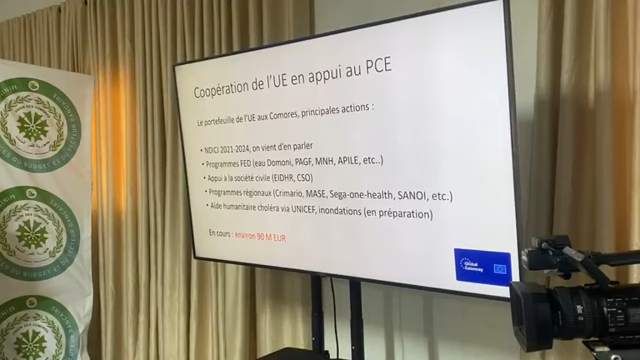 Coopération de l'UE en appui au PCE
Le portefeuille de l'UE aux Comores, principales actions :
• NDICI 2021-2024, on vient d'en parler
• Programmes FED (eau Domoni, PAGF, MNH, APILE, etc..)
• Appui à la société civile (EIDHR, CSO)
• Programmes régionaux (Crimario, MASE, Sega-one-health, SANOI, etc.)
• Aide humanitaire choléra via UNICEF, inondations (en préparation)
En cours : environ 90 M EUR
Global
Gateway